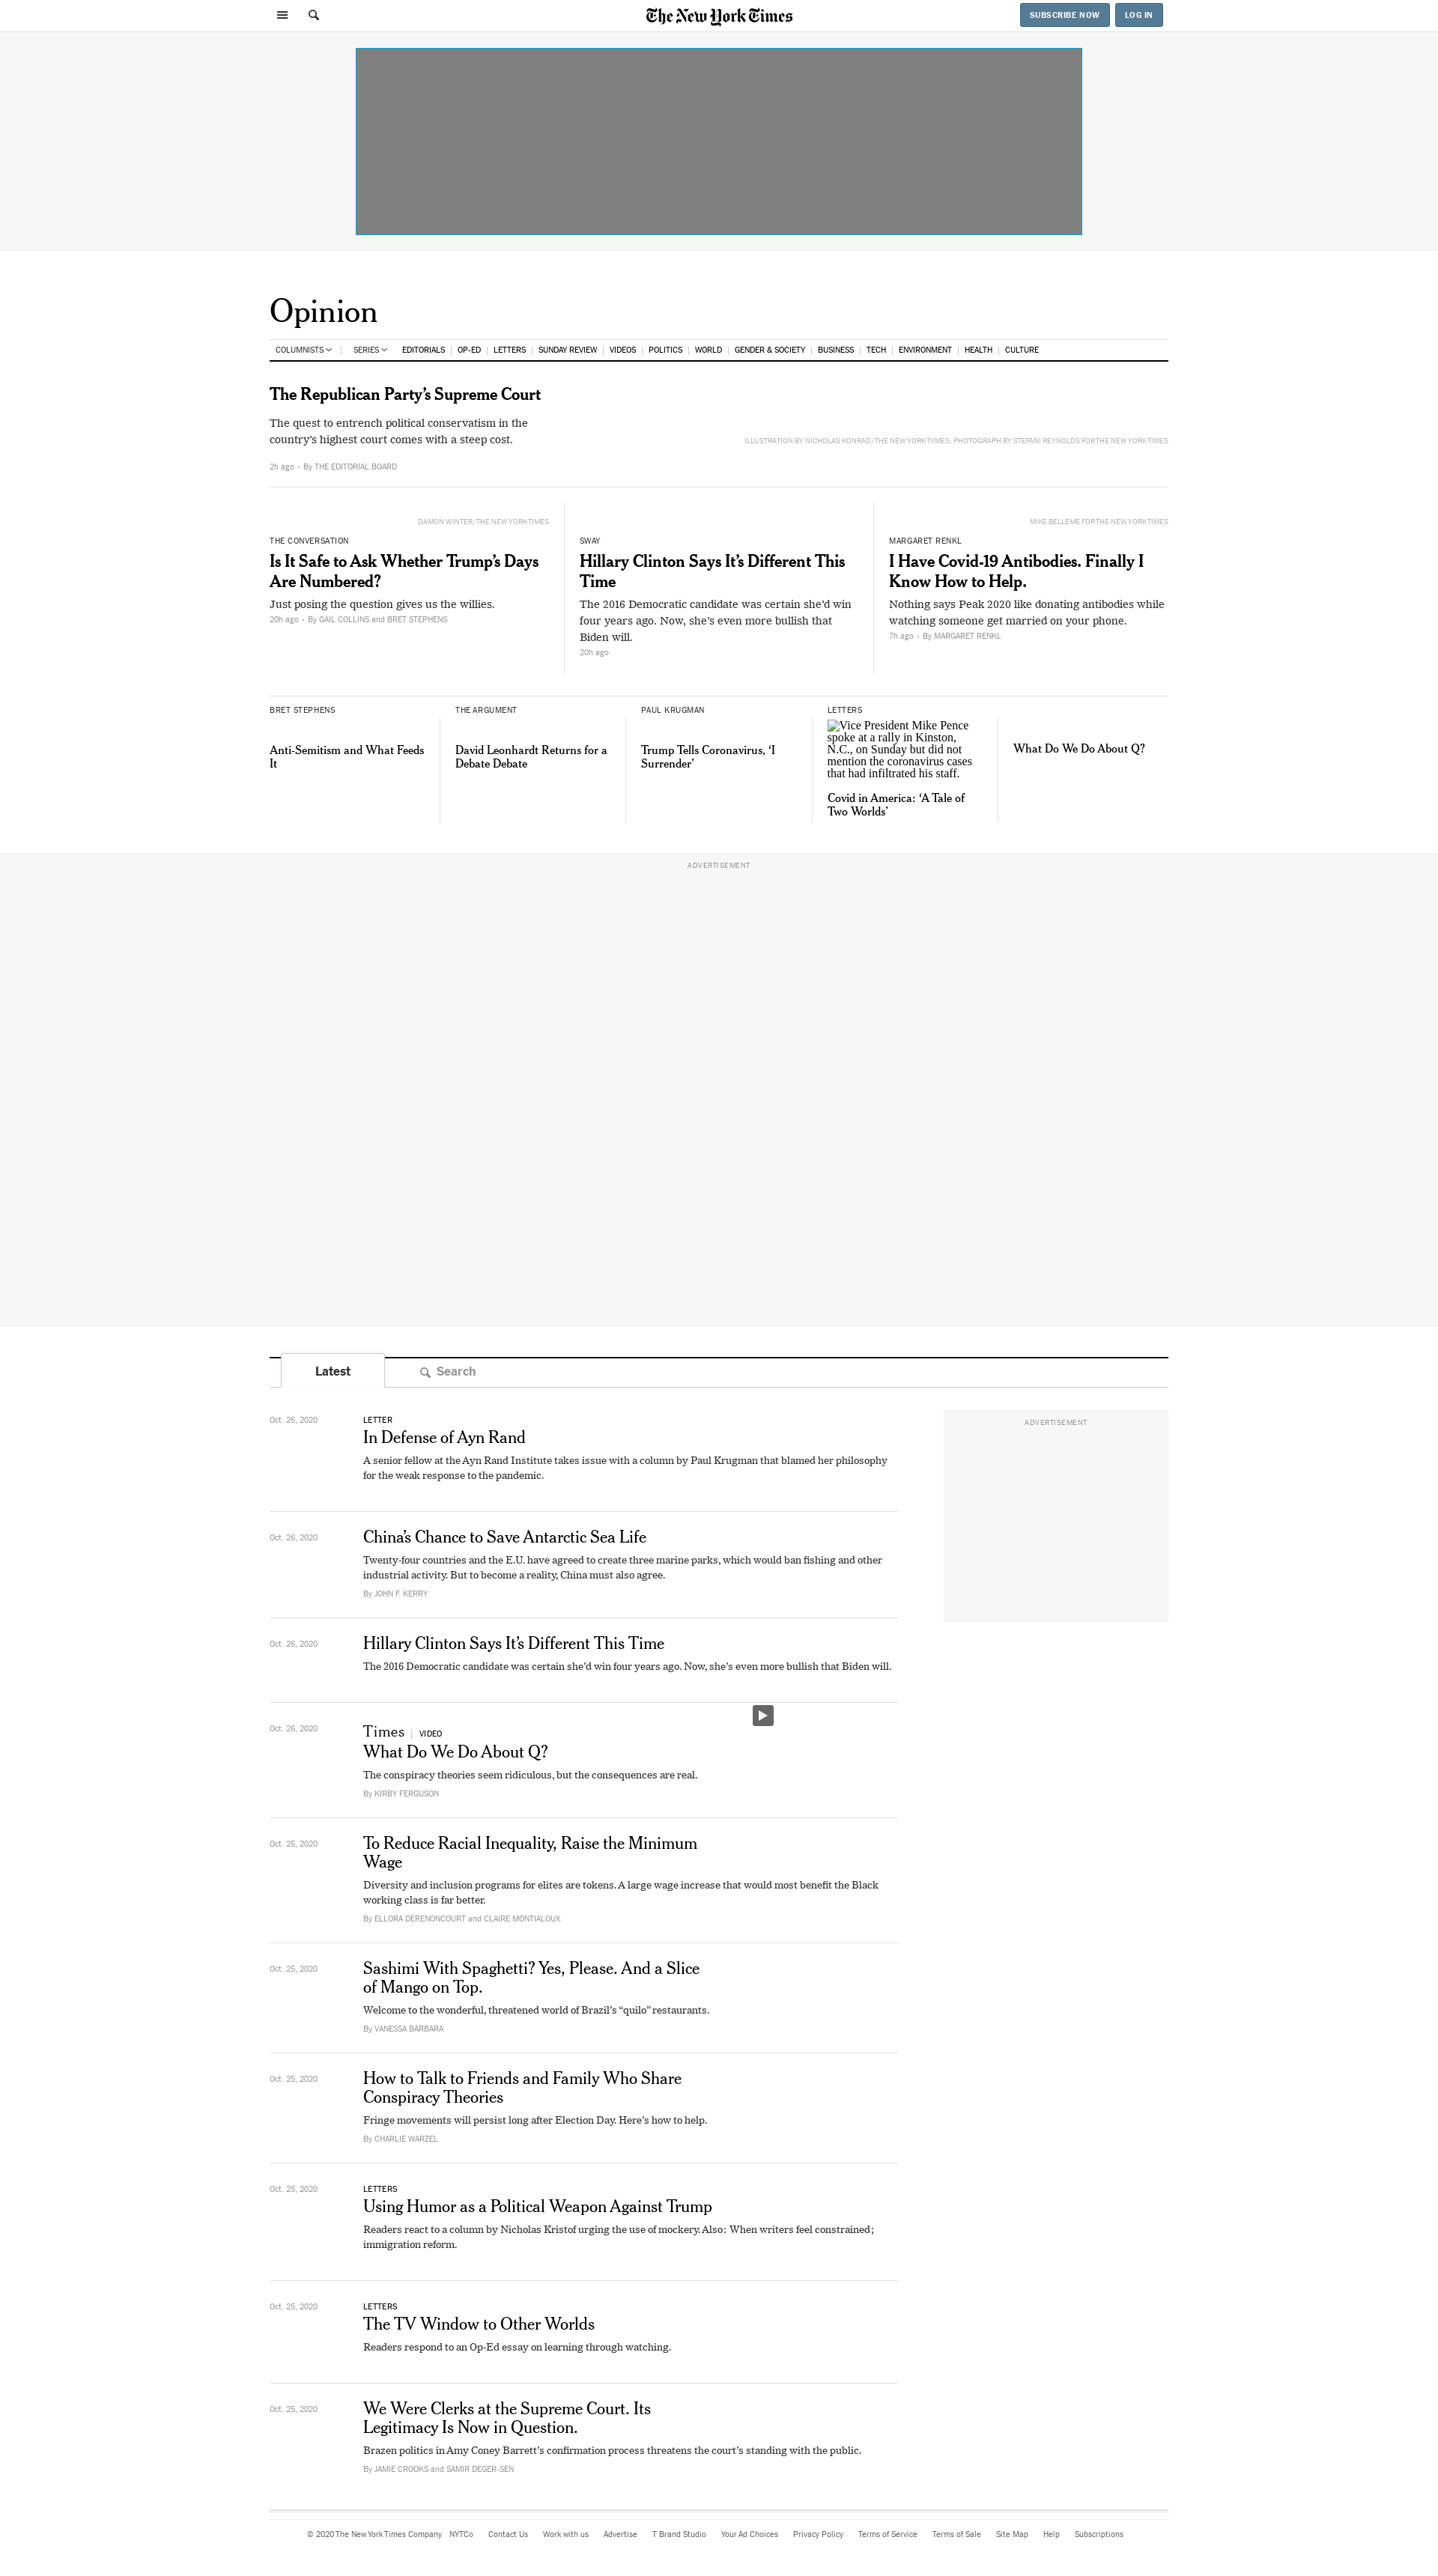 The New York Times
SUBSCRIBE NOW
LOG IN
Opinion
COLUMNISTS
SERIES
EDITORIALS
OP-ED
LETTERS
SUNDAY REVIEW
VIDEOS
POLITICS
WORLD
GENDER & SOCIETY
BUSINESS
TECH
ENVIRONMENT
HEALTH
CULTURE
The Republican Party’s Supreme Court
The quest to entrench political conservatism in the
country’s highest court comes with a steep cost.
ILLUSTRATION BY NICHOLAS KONRAD/THE NEW YORK TIIMES; PHOTOGRAPH BY STEFANI REYNOLDS FOR THE NEW YORK TIMES
2h ago • By THE EDITORIAL BOARD
DAMON WINTER/THE NEW YORK TIMES
THE CONVERSATION
Is It Safe to Ask Whether Trump’s Days
Are Numbered?
Just posing the question gives us the willies.
20h ago • By GAIL COLLINS and BRET STEPHENS
SWAY
Hillary Clinton Says It’s Different This
Time
The 2016 Democratic candidate was certain she’d win
four years ago. Now, she’s even more bullish that
Biden will.
20h ago
MIKE BELLEME FOR THE NEW YORK TIMES
MARGARET RENKL
I Have Covid-19 Antibodies. Finally I
Know How to Help.
Nothing says Peak 2020 like donating antibodies while
watching someone get married on your phone.
7h ago • By MARGARET RENKL
BRET STEPHENS
Anti-Semitism and What Feeds
It
THE ARGUMENT
David Leonhardt Returns for a
Debate Debate
PAUL KRUGMAN
Trump Tells Coronavirus, ‘I
Surrender’
LETTERS
Vice President Mike Pence
spoke at a rally in Kinston,
N.C., on Sunday but did not
mention the coronavirus cases
that had infiltrated his staff.
Covid in America: ‘A Tale of
Two Worlds’
What Do We Do About Q?
ADVERTISEMENT
Latest
Search
Oct. 26, 2020
LETTER
In Defense of Ayn Rand
A senior fellow at the Ayn Rand Institute takes issue with a column by Paul Krugman that blamed her philosophy
for the weak response to the pandemic.
ADVERTISEMENT
Oct. 26, 2020
China’s Chance to Save Antarctic Sea Life
Twenty-four countries and the E.U. have agreed to create three marine parks, which would ban fishing and other
industrial activity. But to become a reality, China must also agree.
By JOHN F. KERRY
Oct. 26, 2020
Hillary Clinton Says It’s Different This Time
The 2016 Democratic candidate was certain she’d win four years ago. Now, she’s even more bullish that Biden will.
Oct. 26, 2020
Times | VIDEO
What Do We Do About Q?
The conspiracy theories seem ridiculous, but the consequences are real.
By KIRBY FERGUSON
Oct. 25, 2020
To Reduce Racial Inequality, Raise the Minimum
Wage
Diversity and inclusion programs for elites are tokens. A large wage increase that would most benefit the Black
working class is far better.
By ELLORA DERENONCOURT and CLAIRE MONTIALOUX
Oct. 25, 2020
Sashimi With Spaghetti? Yes, Please. And a Slice
of Mango on Top.
Welcome to the wonderful, threatened world of Brazil’s “quilo” restaurants.
By VANESSA BARBARA
Oct. 25, 2020
How to Talk to Friends and Family Who Share
Conspiracy Theories
Fringe movements will persist long after Election Day. Here’s how to help.
By CHARLIE WARZEL
Oct. 25, 2020
LETTERS
Using Humor as a Political Weapon Against Trump
Readers react to a column by Nicholas Kristof urging the use of mockery. Also: When writers feel constrained;
immigration reform.
Oct. 25, 2020
LETTERS
The TV Window to Other Worlds
Readers respond to an Op-Ed essay on learning through watching.
Oct. 25, 2020
We Were Clerks at the Supreme Court. Its
Legitimacy Is Now in Question.
Brazen politics in Amy Coney Barrett’s confirmation process threatens the court’s standing with the public.
By JAMIE CROOKS and SAMIR DEGER-SEN
© 2020 The New York Times Company
NYTCo
Contact Us
Work with us
Advertise
T Brand Studio
Your Ad Choices
Privacy Policy
Terms of Service
Terms of Sale
Site Map
Help
Subscriptions